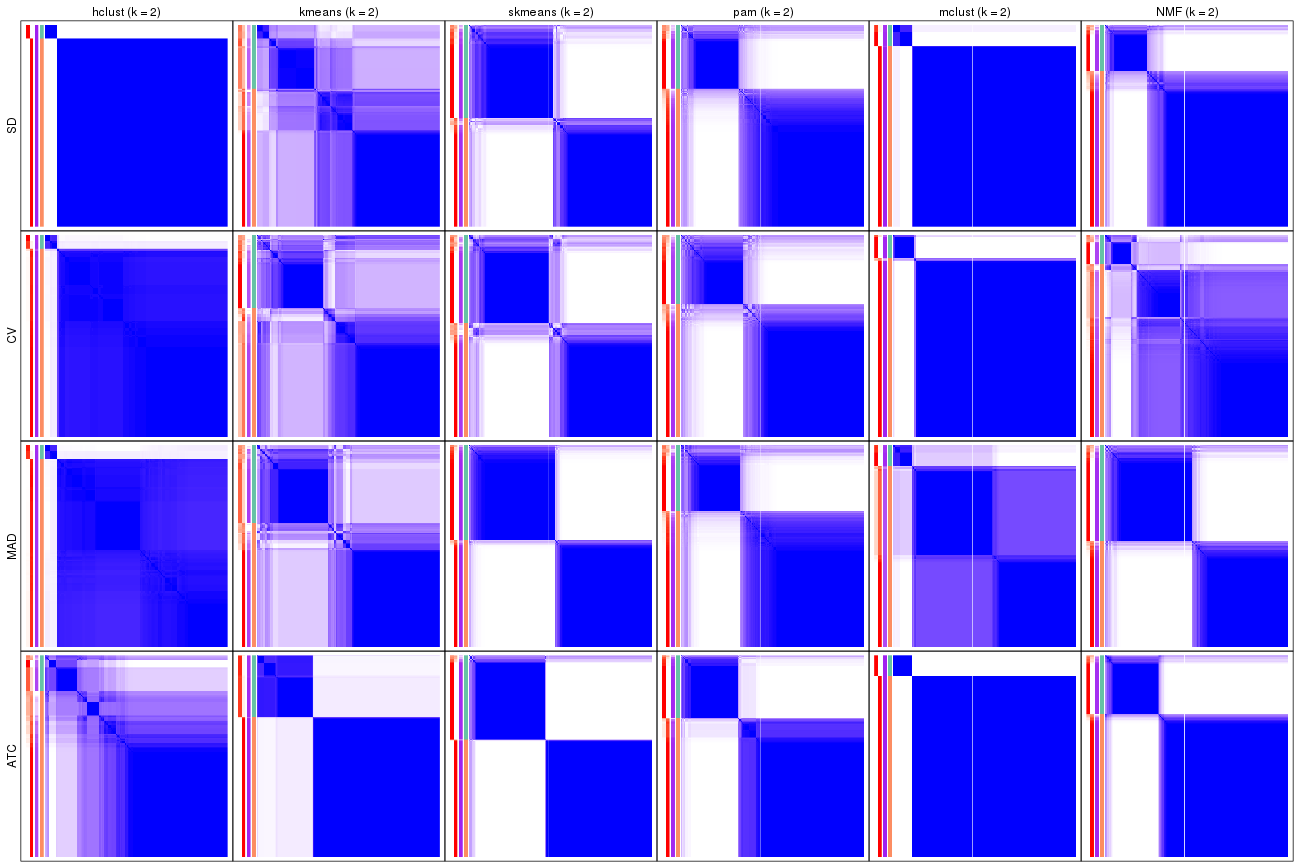 hclust (k = 2)
kmeans (k = 2)
skmeans (k = 2)
pam (k = 2)
mclust (k = 2)
NMF (k = 2)
SD
CV
MAD
ATC